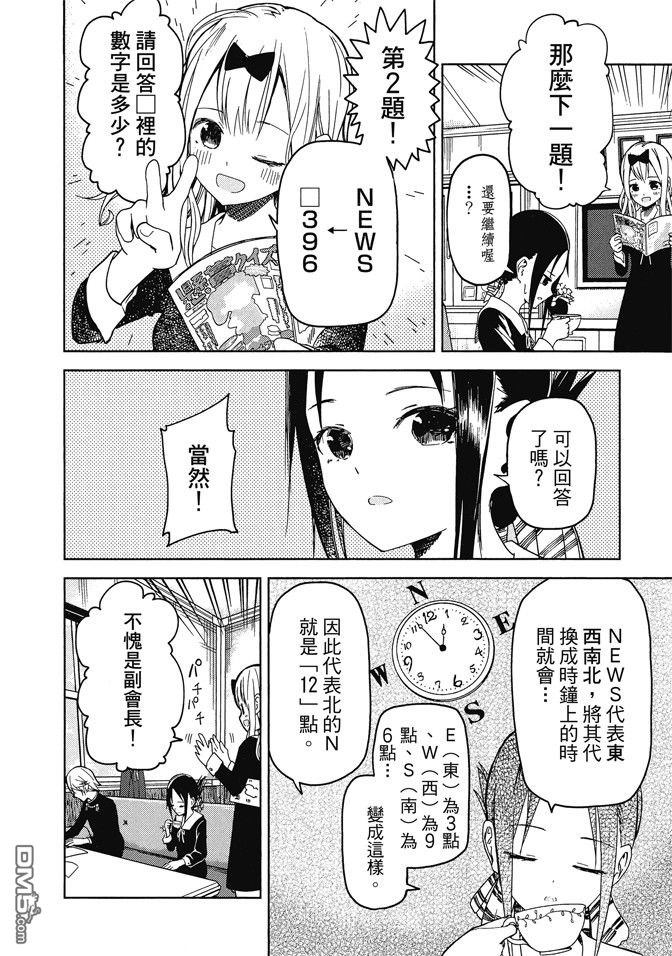 那麼下一題！
還要繼續喔
…？
第2題！
請回答□裡的
數字是多少？
NEWS
↓
□396
可以回答
了嗎？
當然！
NEWS代表東
西南北，將其代
換成時鐘上的時
間就會…
N
E
W
S
E（東）為3點
、W（西）為9
點、S（南）為
6點…
變成這樣。
因此代表北的N
就是「12」點。
パチパチ
パチ
不愧是副會長！
DM5
.com